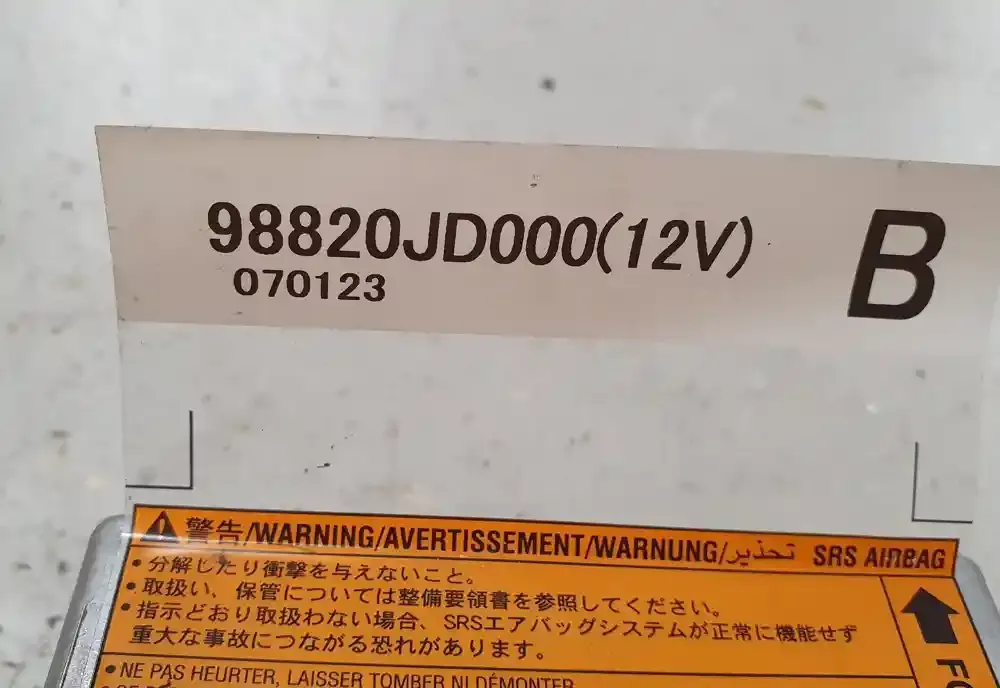 98820JD000(12V)
B
070123
警告/WARNING/AVERTISSEMENT/WARNUNG/تحذير SRS AIRBAG
• 分解したり衝撃を与えないこと。
• 取扱い、保管については整備要領書を参照してください。
• 指示どおり取扱わない場合、SRSエアバッグシステムが正常に機能せず
重大な事故につながる恐れがあります。
• NE PAS HEURTER, LAISSER TOMBER NI DÉMONTER